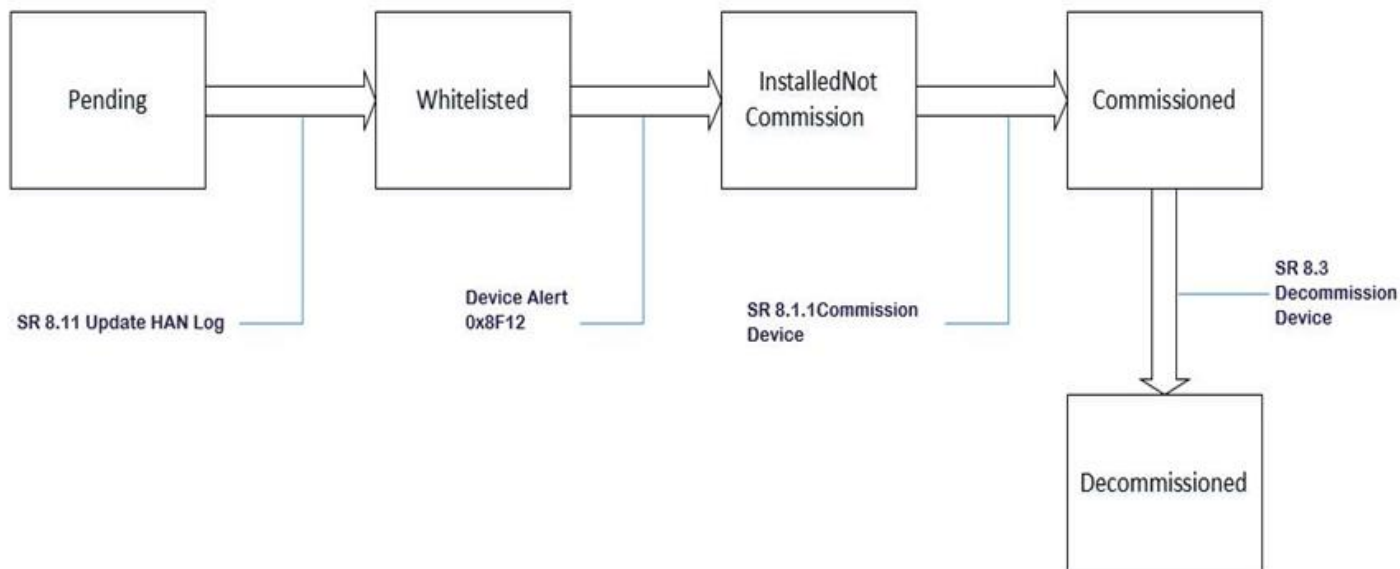 Pending
Whitelisted
InstalledNot
Commission
Commissioned
SR 8.11 Update HAN Log
Device Alert
0x8F12
SR 8.1.1Commission
Device
SR 8.3
Decommission
Device
Decommissioned